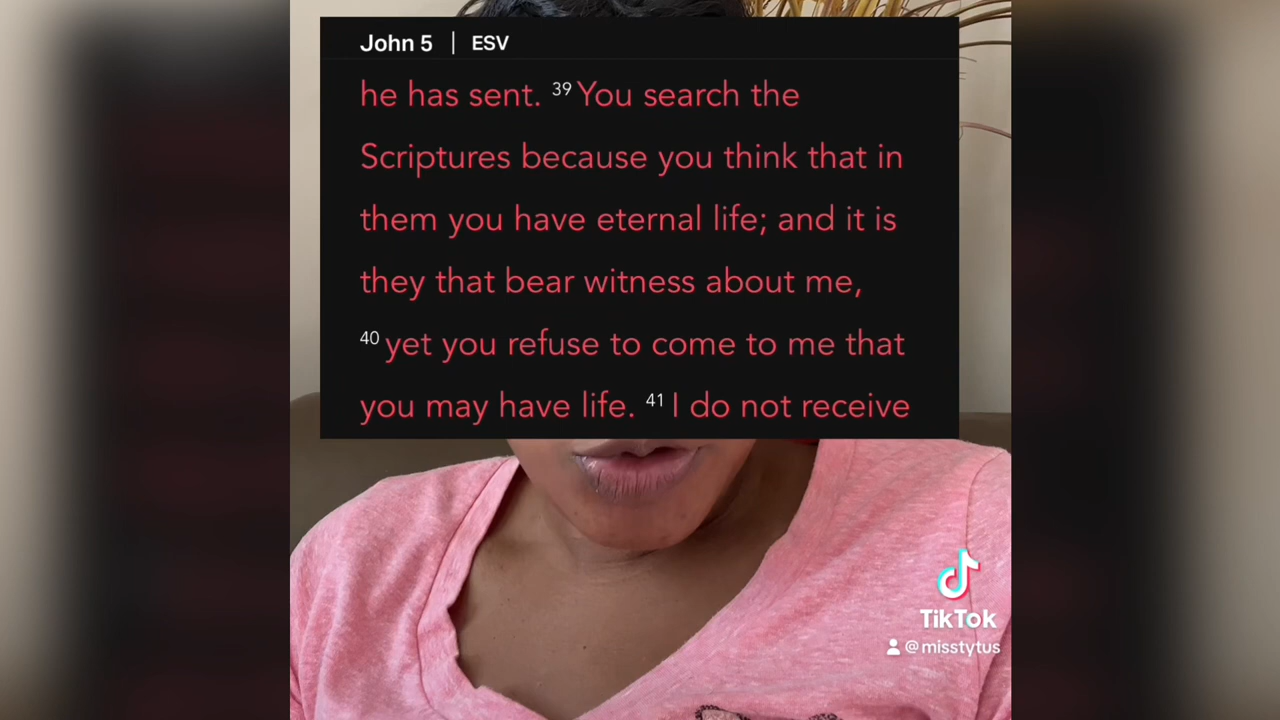 John 5 | ESV
he has sent. 39 You search the
Scriptures because you think that in
them you have eternal life; and it is
they that bear witness about me,
40 yet you refuse to come to me that
you may have life. 41 I do not receive
TikTok
@misstytus